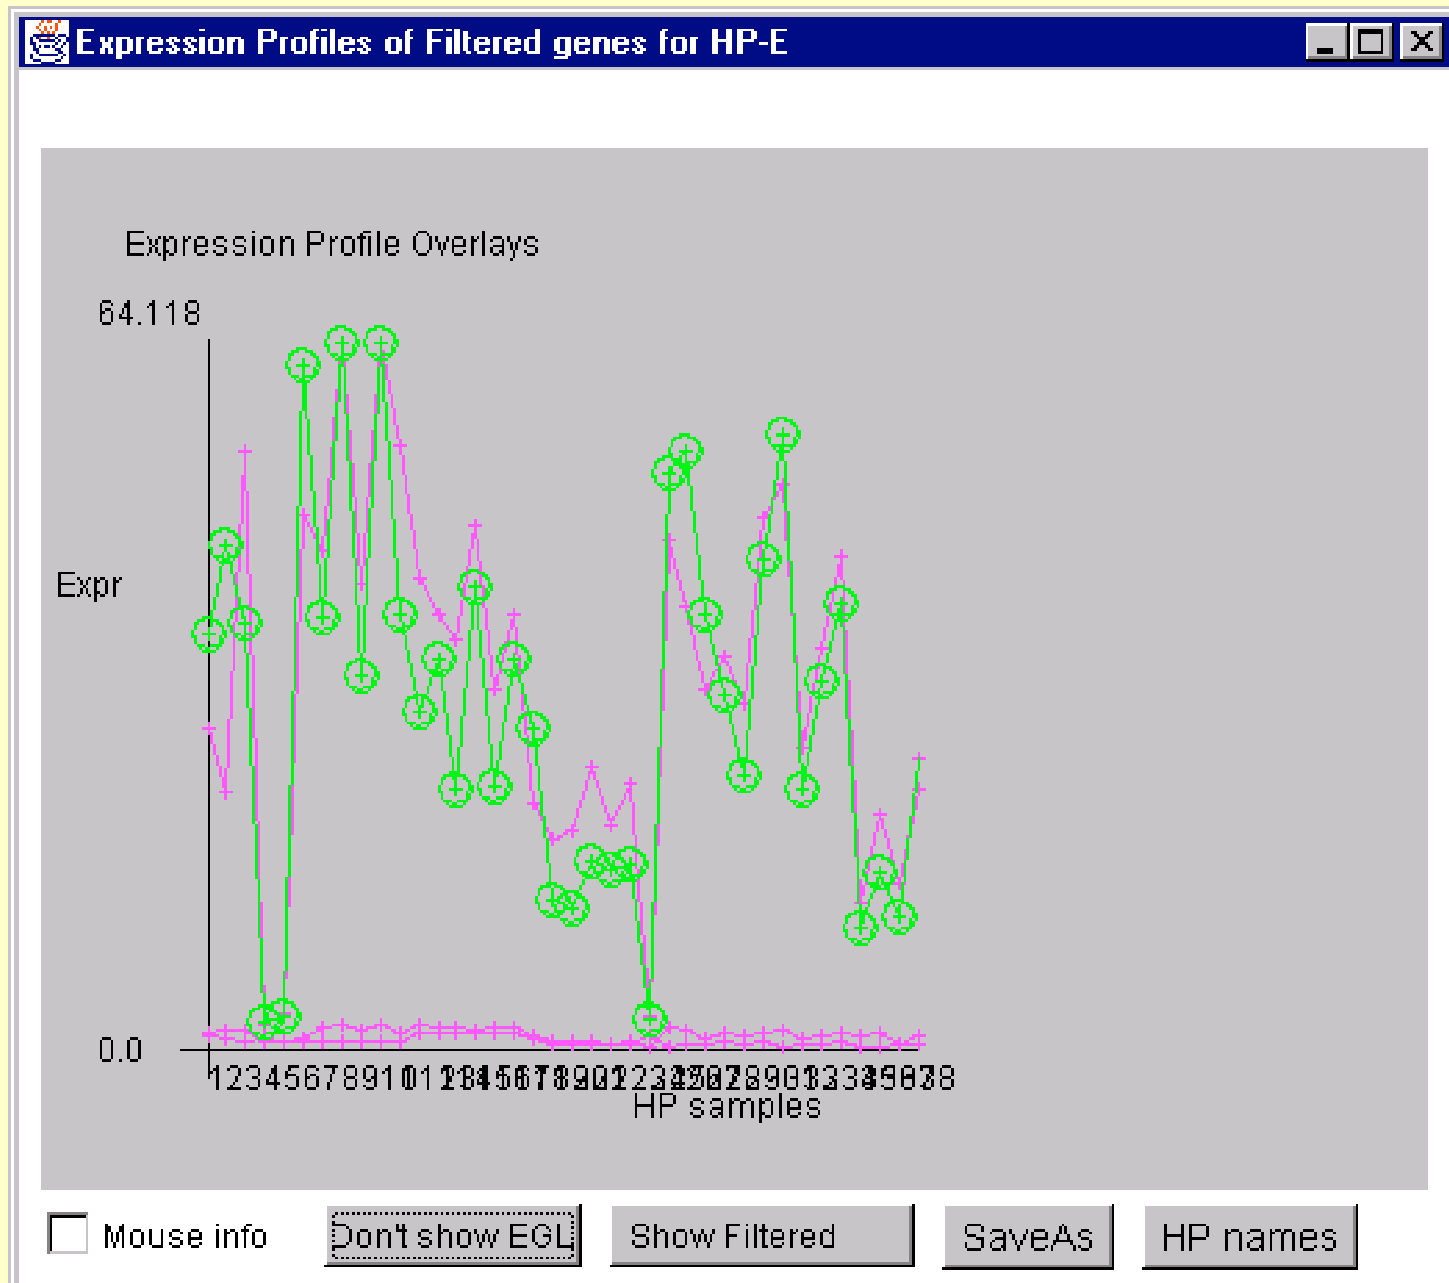 Expression Profiles of Filtered genes for HP-E
Expression Profile Overlays
64.118
Expr
0.0
HP samples
Mouse info
Don't show EGL
Show Filtered
SaveAs
HP names